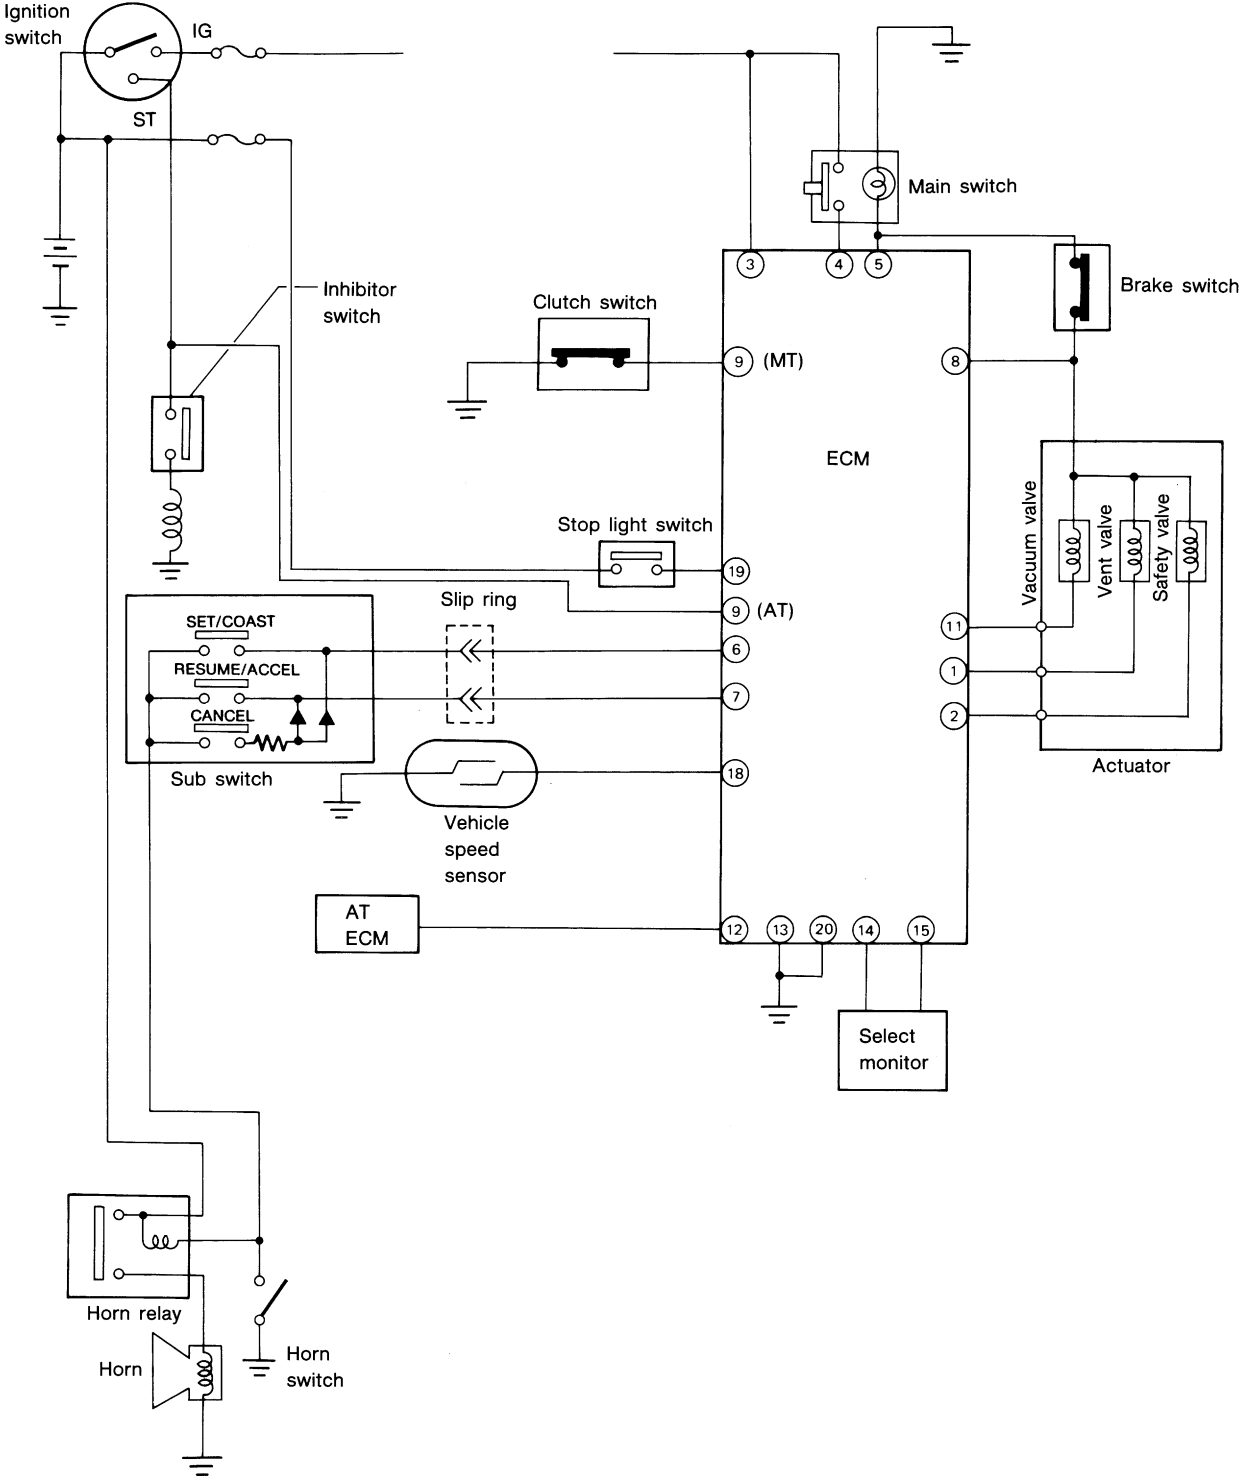 Ignition
switch
IG
ST
Main switch
3
4
5
Brake switch
Inhibitor
switch
Clutch switch
9
(MT)
8
ECM
Stop light switch
Vacuum valve
Vent valve
Safety valve
19
Slip ring
9
(AT)
SET/COAST
6
11
RESUME/ACCEL
7
1
CANCEL
2
Sub switch
18
Actuator
Vehicle
speed
sensor
AT
ECM
12
13
20
14
15
Select
monitor
Horn relay
Horn
Horn
switch